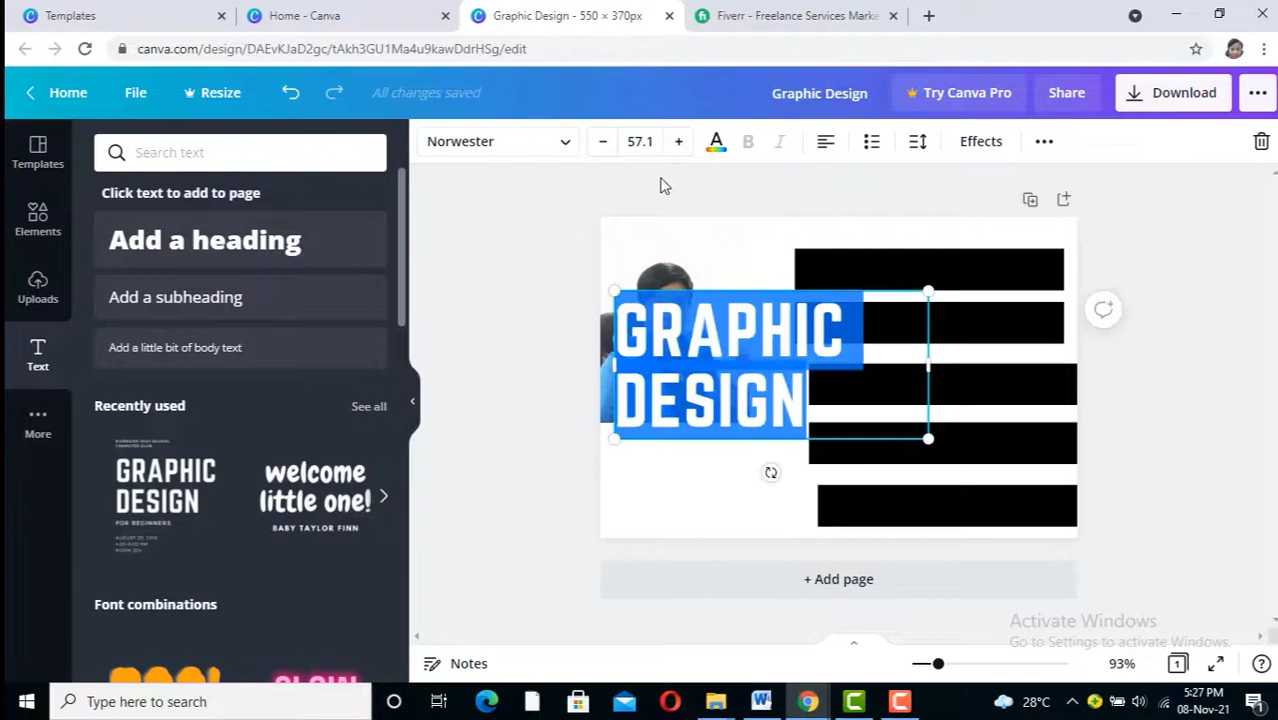 Templates
Home - Canva
Graphic Design - 550 × 370px
Fiverr - Freelance Services Marke
canva.com/design/DAEvKJaD2gc/tAkh3GU1Ma4u9kawDdrHSg/edit
Home
File
Resize
All changes saved
Graphic Design
Try Canva Pro
Share
Download
Norwester
57.1
A
B
I
Effects
Templates
Elements
Uploads
Text
More
Search text
Click text to add to page
Add a heading
Add a subheading
Add a little bit of body text
Recently used
See all
GRAPHIC
DESIGN
FOR BEGINNERS
welcome
little one!
BABY TAYLOR FINN
Font combinations
GRAPHIC
DESIGN
+ Add page
Activate Windows
Go to Settings to activate Windows.
Notes
93%
1
Type here to search
28°C
5:27 PM
08-Nov-21
1